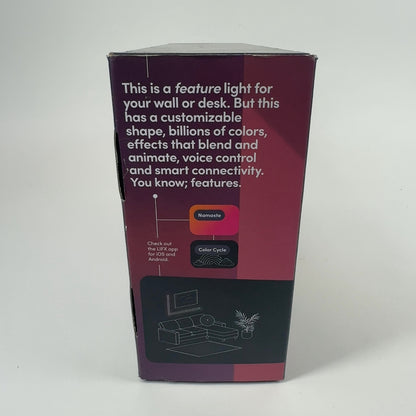 This is a feature light for
your wall or desk. But this
has a customizable
shape, billions of colors,
effects that blend and
animate, voice control
and smart connectivity.
You know; features.
Namaste
Check out
the LIFX app
for iOS and
Android.
Color Cycle